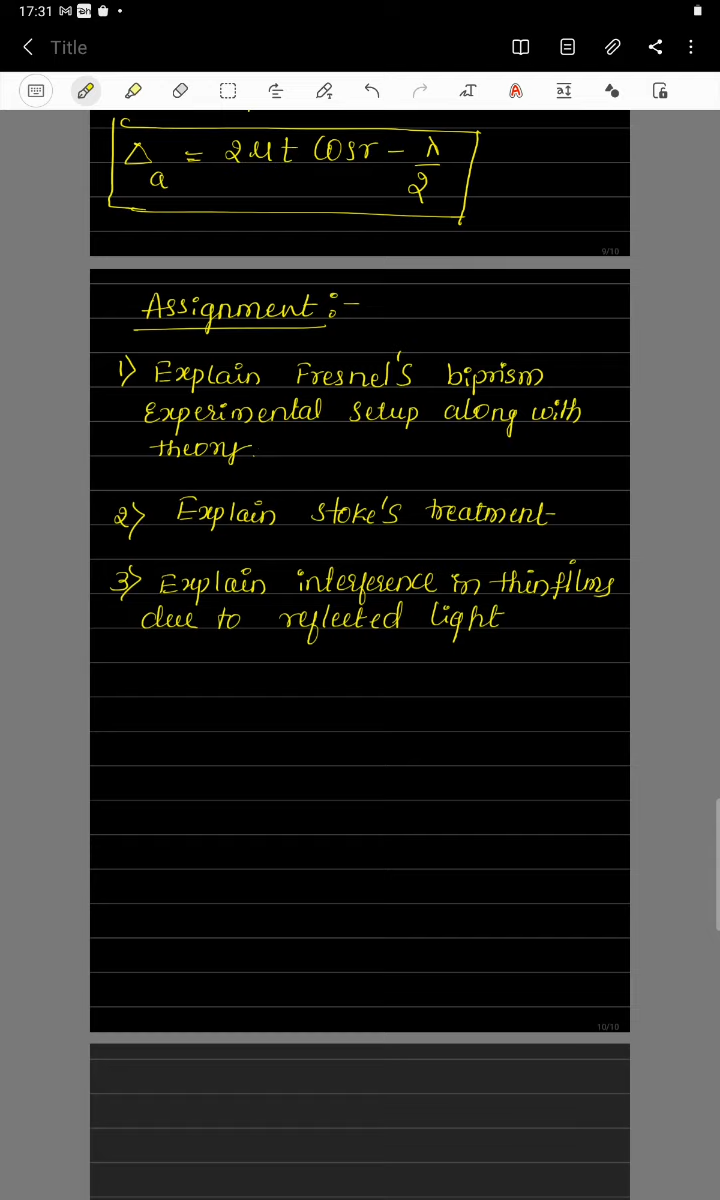 17:31
Title
Δa = 2μt cosr - λ/2
9/10
Assignment :-
1) Explain Fresnel's biprism
experimental setup along with
theory.
2) Explain stoke's treatment
3) Explain interference in thin films
due to reflected light
10/10